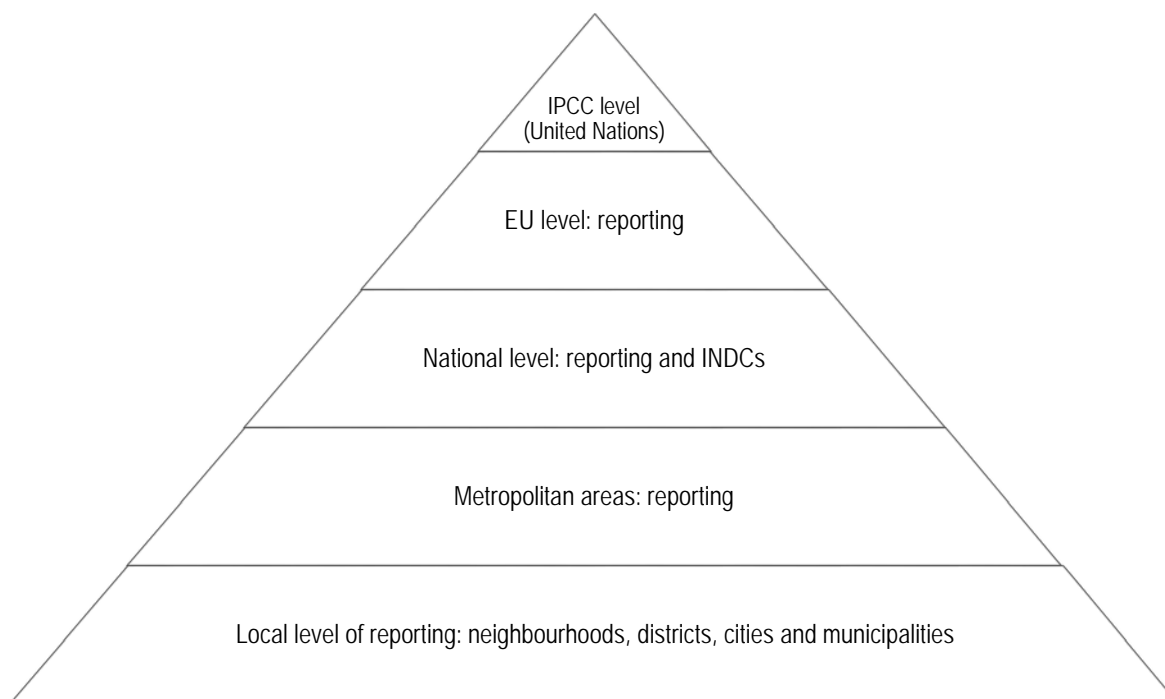 IPCC level
(United Nations)
EU level: reporting
National level: reporting and INDCs
Metropolitan areas: reporting
Local level of reporting: neighbourhoods, districts, cities and municipalities